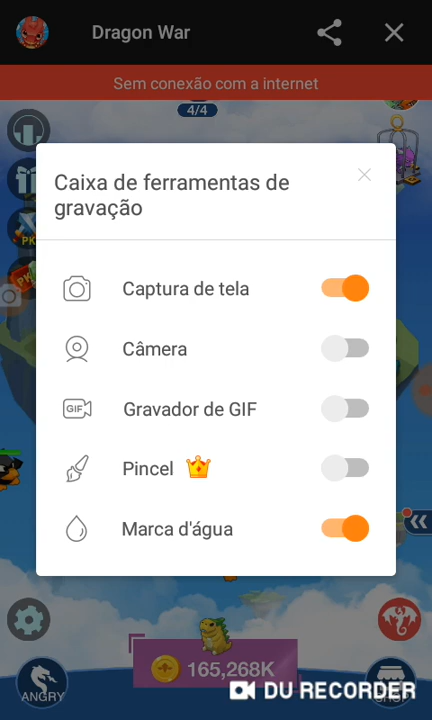 Dragon War
Sem conexão com a internet
4/4
Caixa de ferramentas de
gravação
Captura de tela
Câmera
GIF
Gravador de GIF
Pincel
Marca d'água
PK
165,268K
ANGRY
DU RECORDER